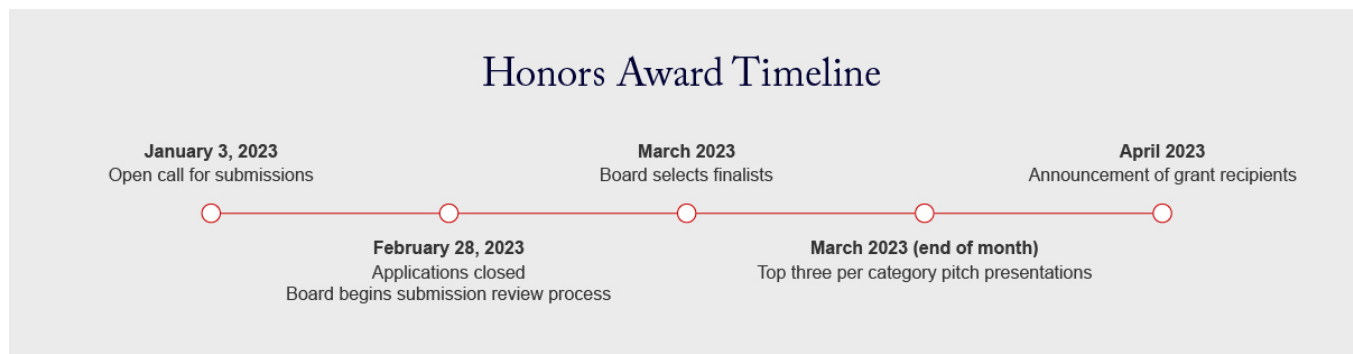 Honors Award Timeline
January 3, 2023
Open call for submissions
February 28, 2023
Applications closed
Board begins submission review process
March 2023
Board selects finalists
March 2023 (end of month)
Top three per category pitch presentations
April 2023
Announcement of grant recipients